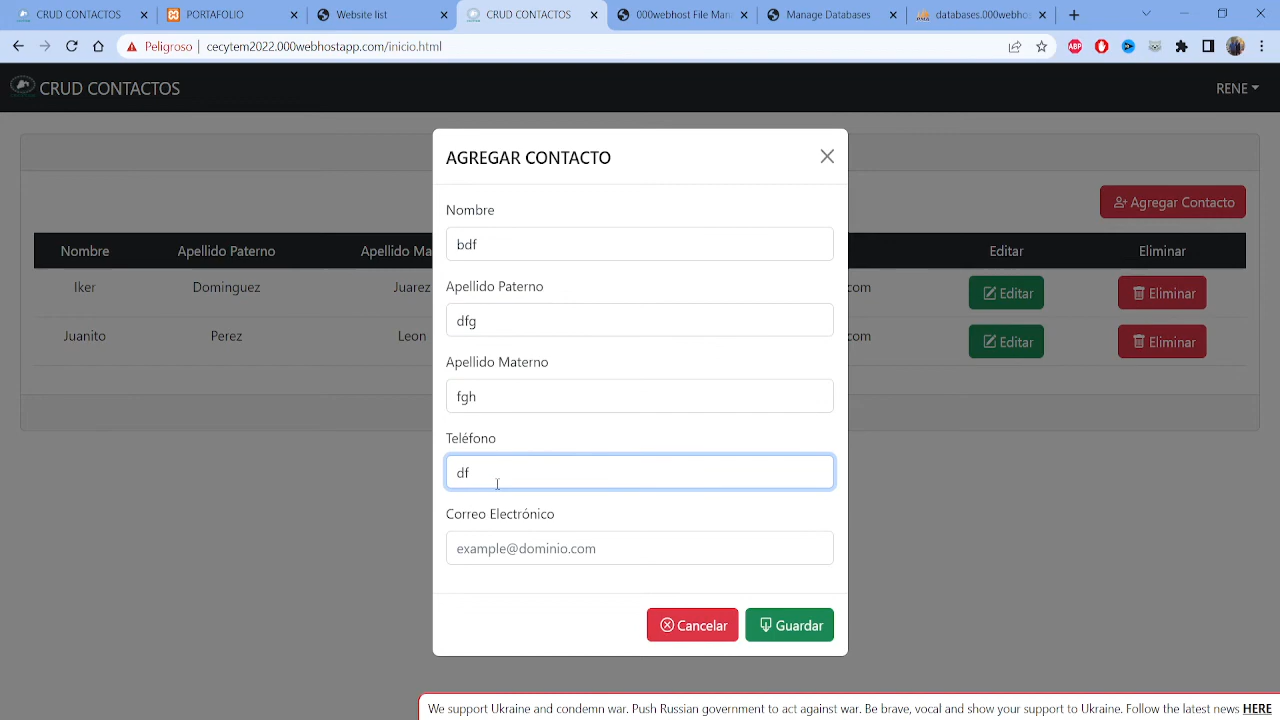 CRUD CONTACTOS
PORTAFOLIO
Website list
CRUD CONTACTOS
000webhost File Man
Manage Databases
databases.000webhos
Peligroso | cecytem2022.000webhostapp.com/inicio.html
ABP
CRUD CONTACTOS
RENE
AGREGAR CONTACTO
Agregar Contacto
Nombre
bdf
Apellido Paterno
dfg
Apellido Materno
fgh
Teléfono
df
Correo Electrónico
example@dominio.com
Cancelar
Guardar
Nombre Apellido Paterno Apellido Ma Editar Eliminar
Iker Dominguez Juarez com Editar Eliminar
Juanito Perez Leon com Editar Eliminar
We support Ukraine and condemn war. Push Russian government to act against war. Be brave, vocal and show your support to Ukraine. Follow the latest news HERE